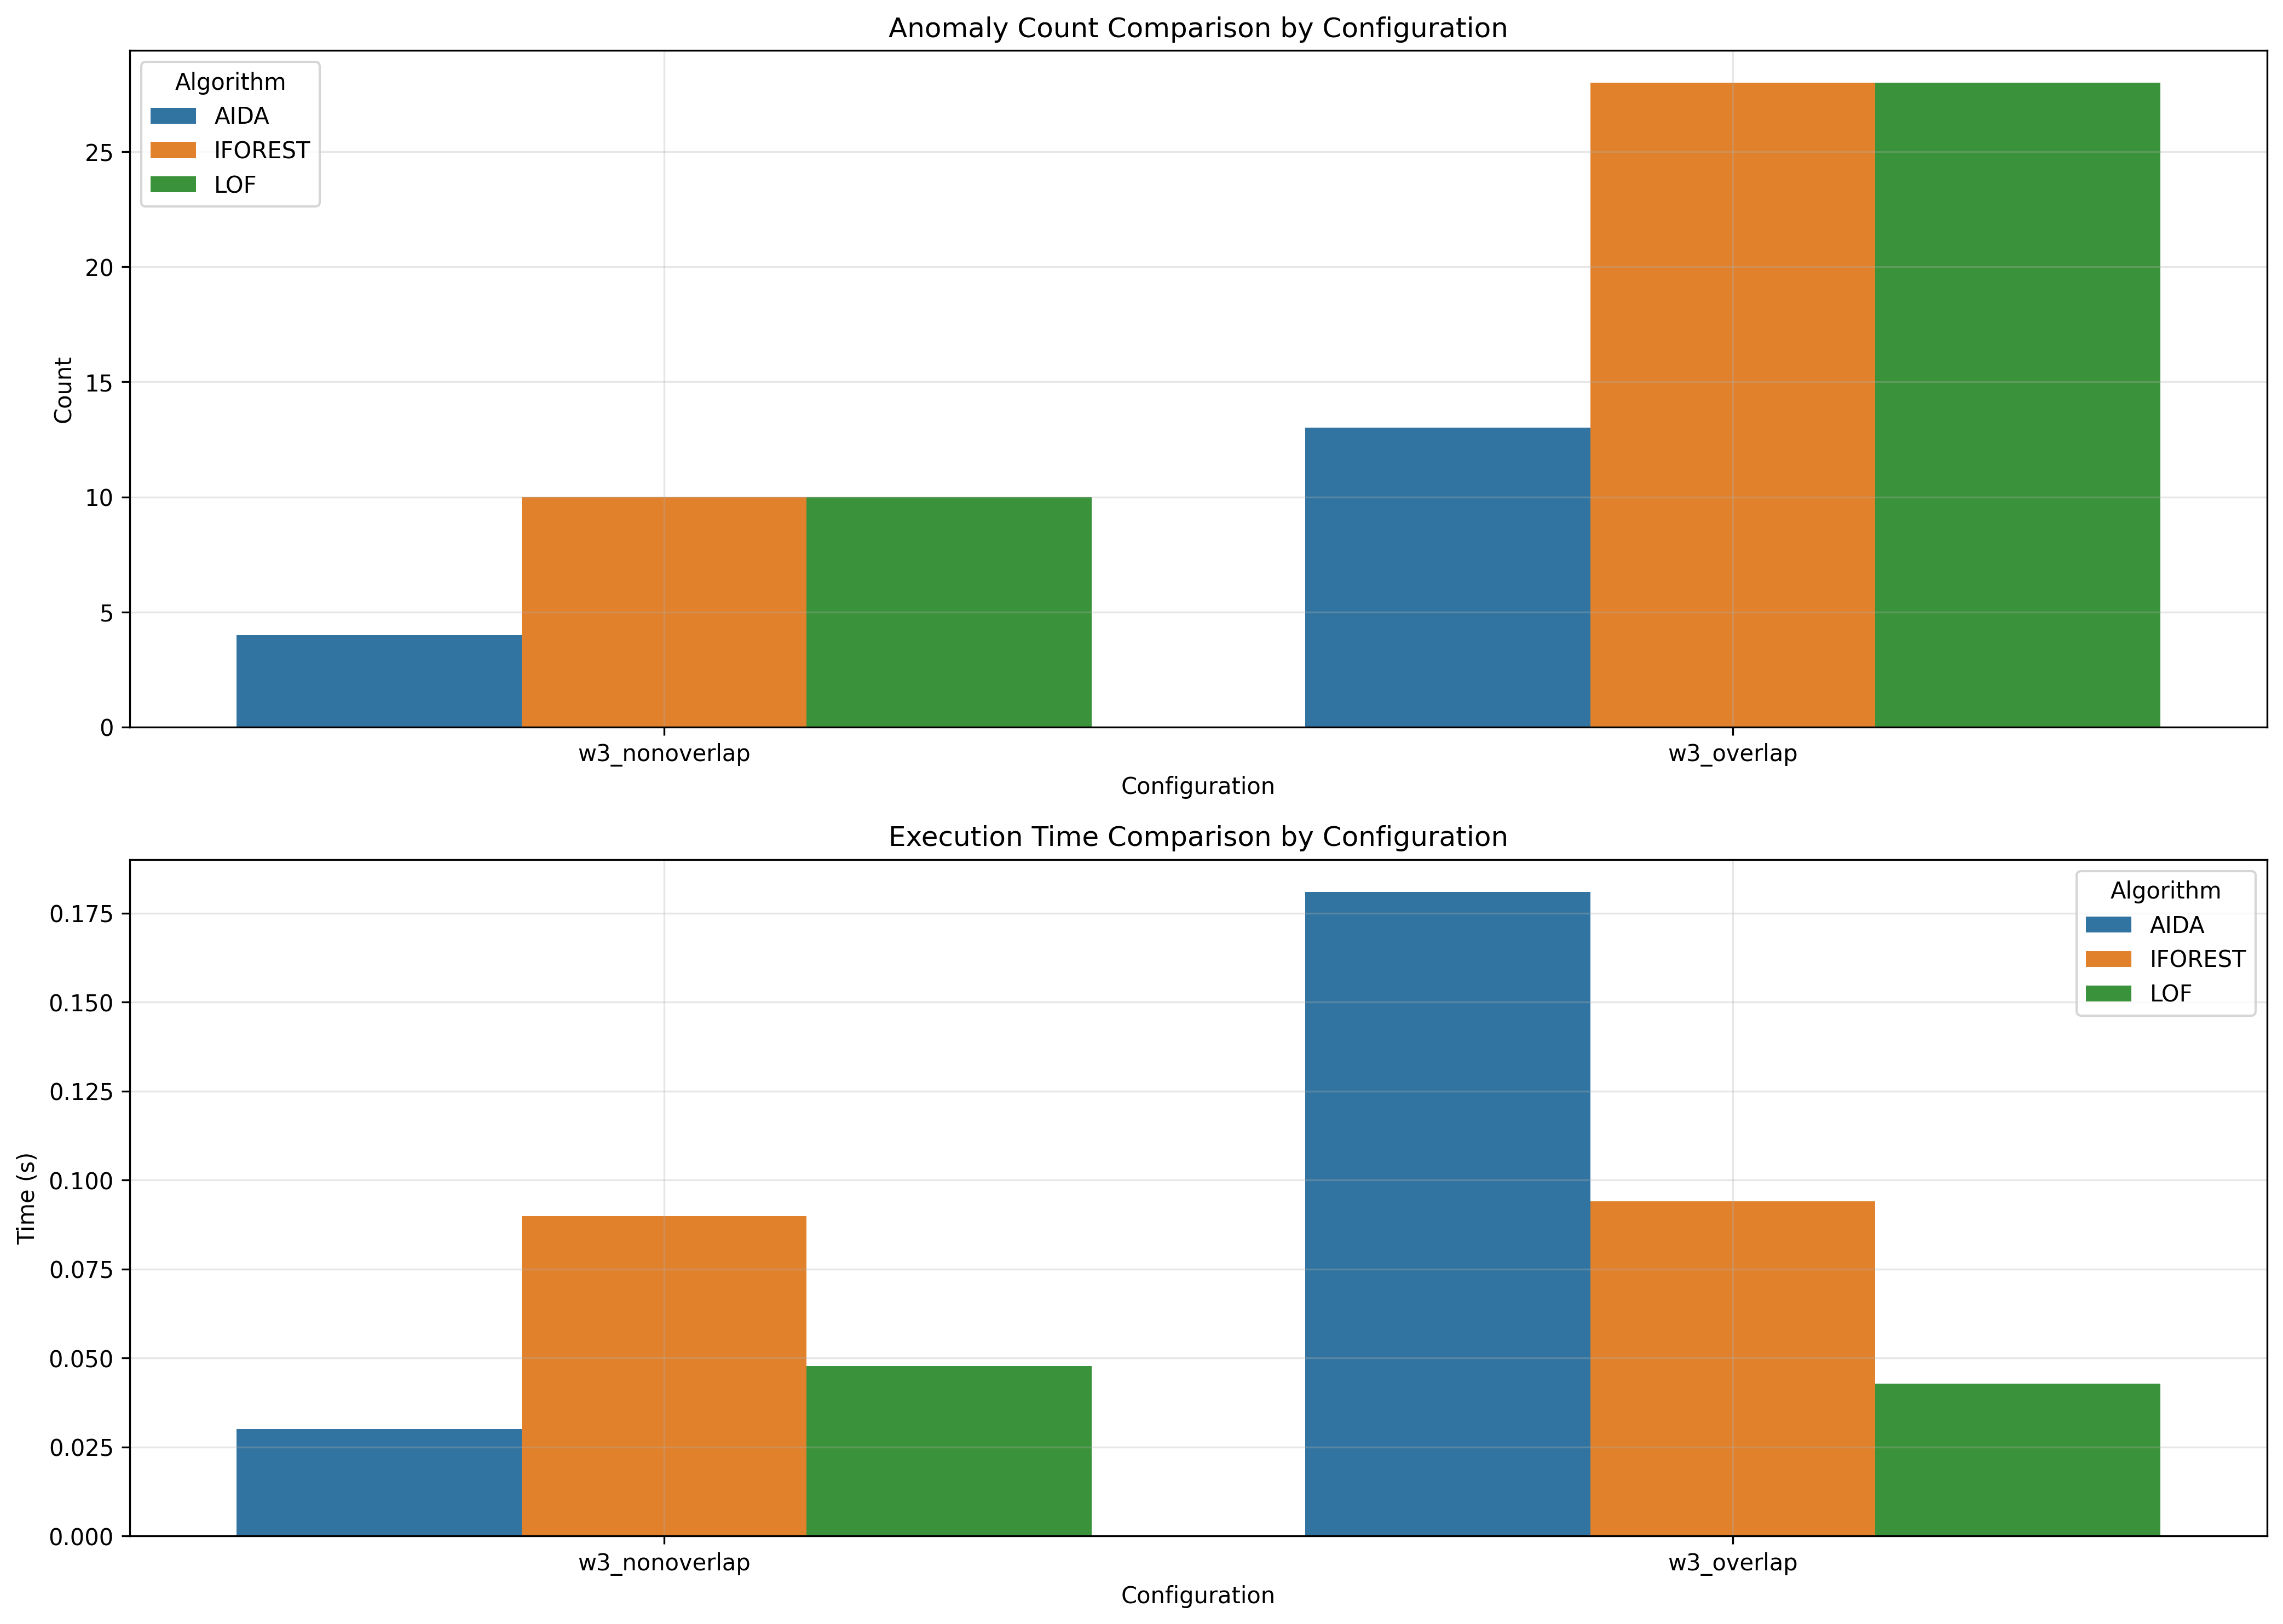 Anomaly Count Comparison by Configuration
Algorithm
AIDA
IFOREST
LOF
Count
25
20
15
10
5
0
w3_nonoverlap
w3_overlap
Configuration
Execution Time Comparison by Configuration
Algorithm
AIDA
IFOREST
LOF
Time (s)
0.175
0.150
0.125
0.100
0.075
0.050
0.025
0.000
w3_nonoverlap
w3_overlap
Configuration